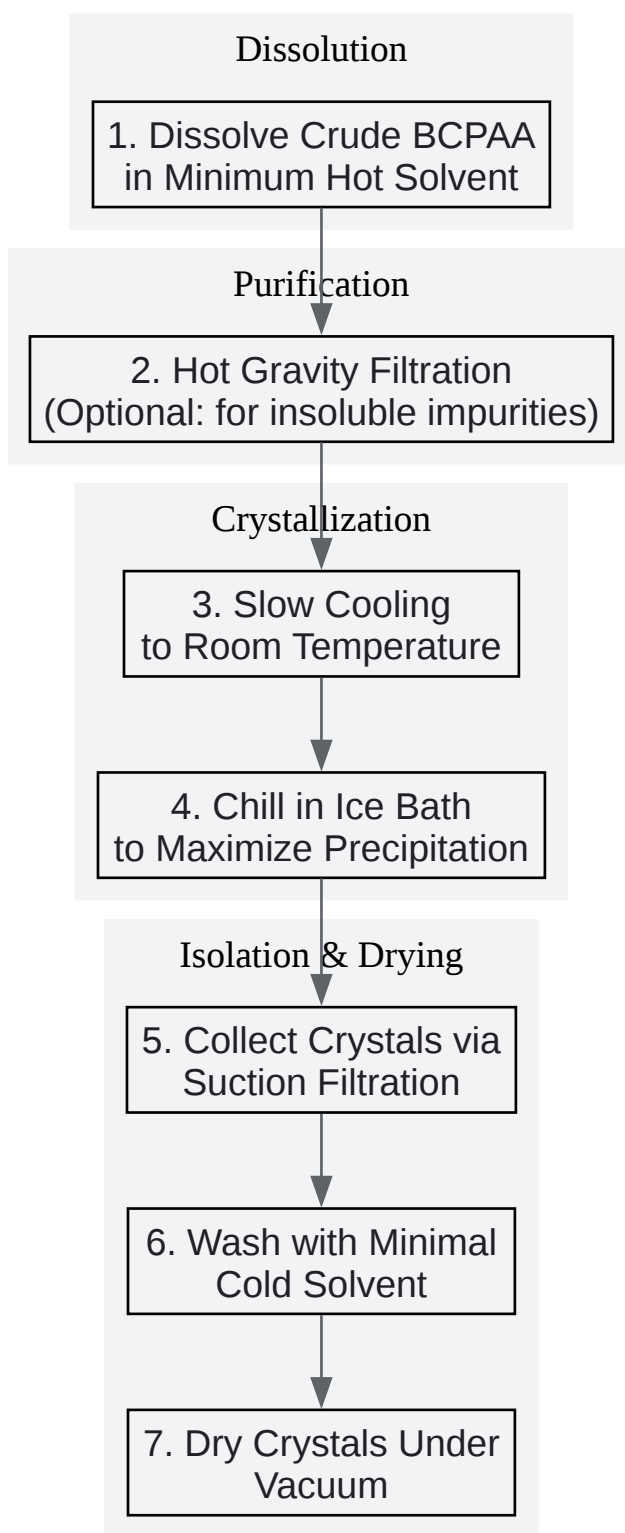 Dissolution
1. Dissolve Crude BCPAA
in Minimum Hot Solvent
Purification
2. Hot Gravity Filtration
(Optional: for insoluble impurities)
Crystallization
3. Slow Cooling
to Room Temperature
4. Chill in Ice Bath
to Maximize Precipitation
Isolation & Drying
5. Collect Crystals via
Suction Filtration
6. Wash with Minimal
Cold Solvent
7. Dry Crystals Under
Vacuum